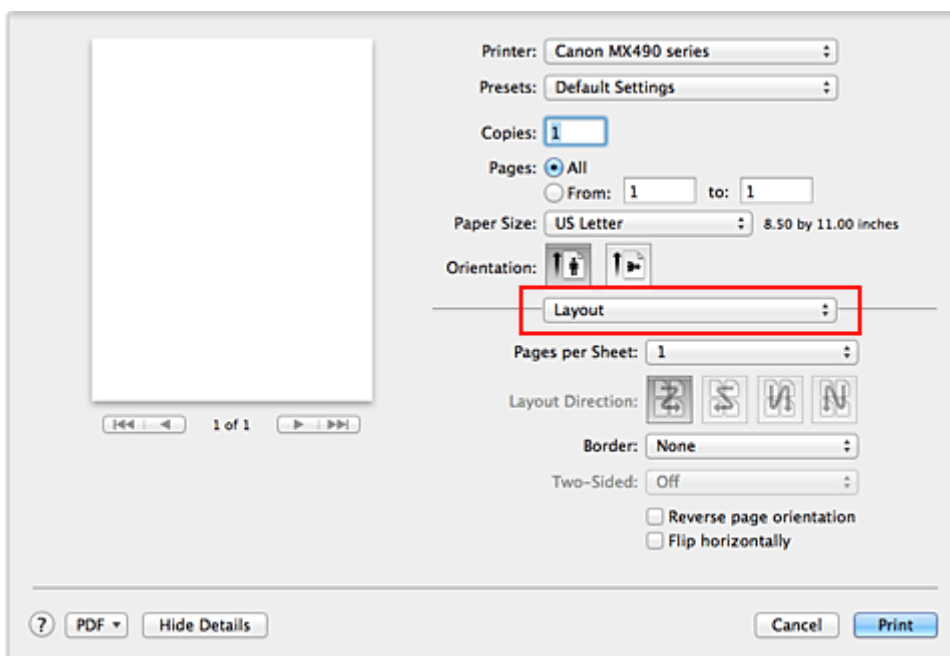 Printer: Canon MX490 series
Presets: Default Settings
Copies: 1
Pages: All
From: 1 to: 1
Paper Size: US Letter 8.50 by 11.00 inches
Orientation:
Layout
Pages per Sheet: 1
Layout Direction:
Border: None
Two-Sided: Off
Reverse page orientation
Flip horizontally
1 of 1
? PDF Hide Details Cancel Print